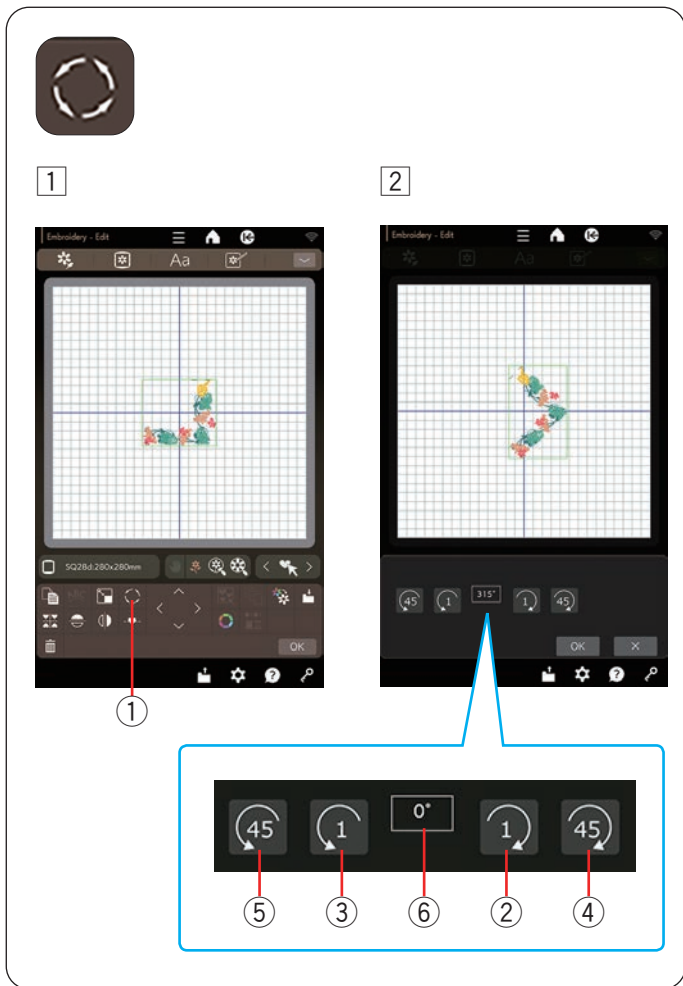 1
2
Embroidery - Edit
Embroidery - Edit
Aa
Aa
SQ28d:280x280mm
45
1
315°
1
45
OK
OK
①
45
1
0°
1
45
⑤
③
⑥
②
④